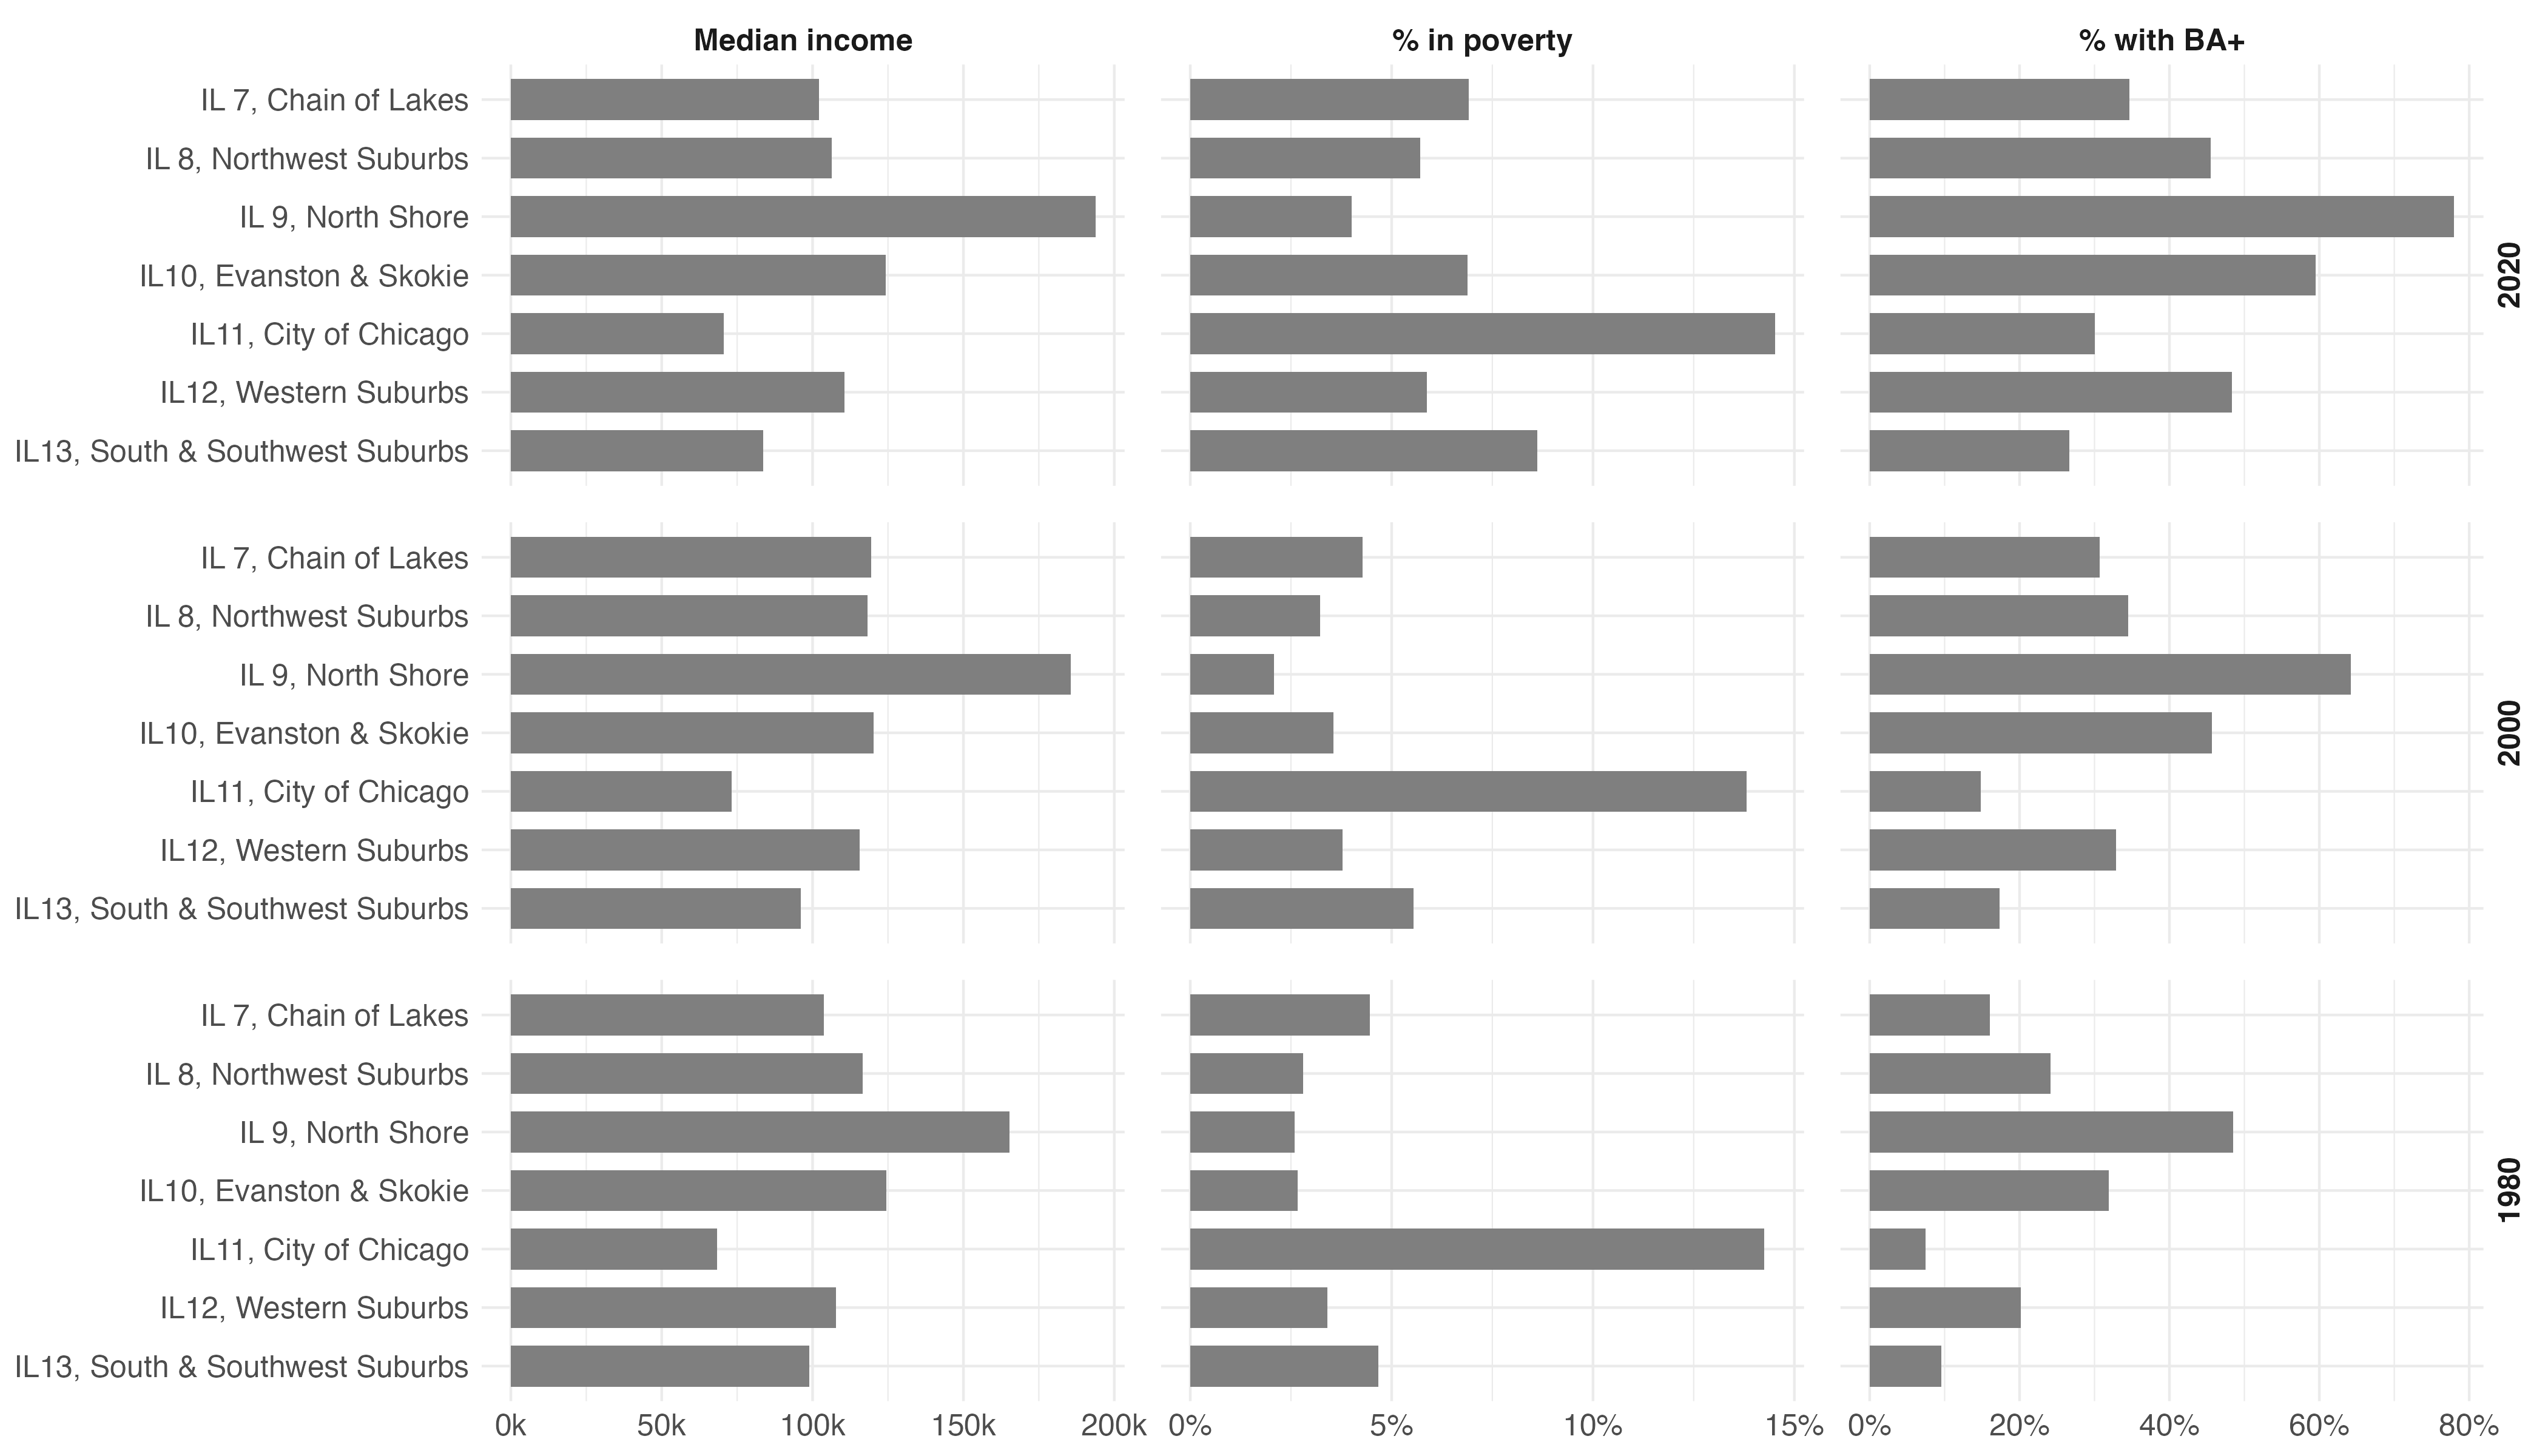 Median income
% in poverty
% with BA+
IL 7, Chain of Lakes
IL 8, Northwest Suburbs
IL 9, North Shore
IL10, Evanston & Skokie
IL11, City of Chicago
IL12, Western Suburbs
IL13, South & Southwest Suburbs
2020
IL 7, Chain of Lakes
IL 8, Northwest Suburbs
IL 9, North Shore
IL10, Evanston & Skokie
IL11, City of Chicago
IL12, Western Suburbs
IL13, South & Southwest Suburbs
2000
IL 7, Chain of Lakes
IL 8, Northwest Suburbs
IL 9, North Shore
IL10, Evanston & Skokie
IL11, City of Chicago
IL12, Western Suburbs
IL13, South & Southwest Suburbs
1980
0k 50k 100k 150k 200k
0% 5% 10% 15%
0% 20% 40% 60% 80%